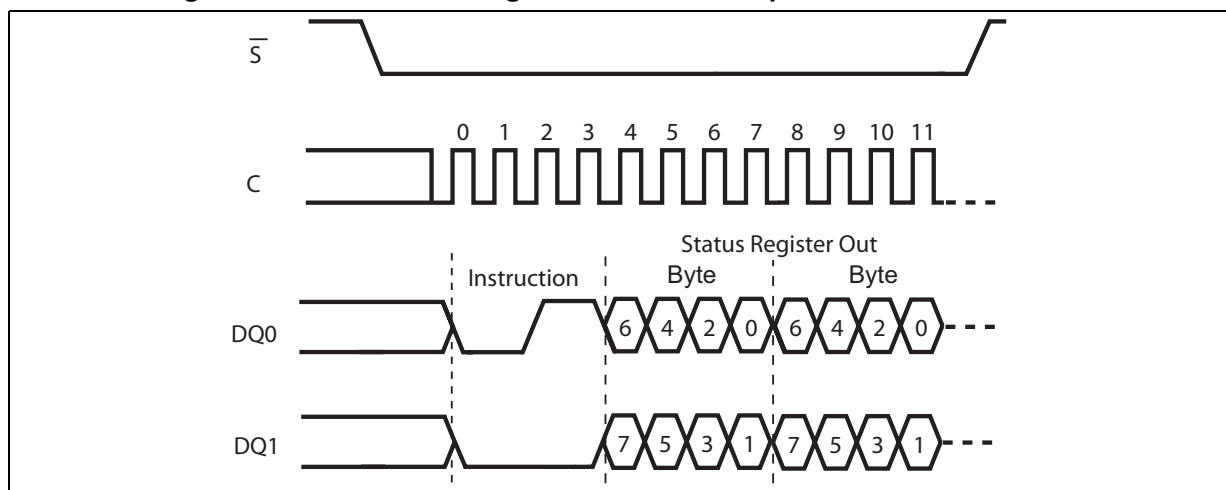 S
0 1 2 3 4 5 6 7 8 9 10 11
C
Status Register Out
Instruction Byte Byte
DQ0 6 4 2 0 6 4 2 0
DQ1 7 5 3 1 7 5 3 1